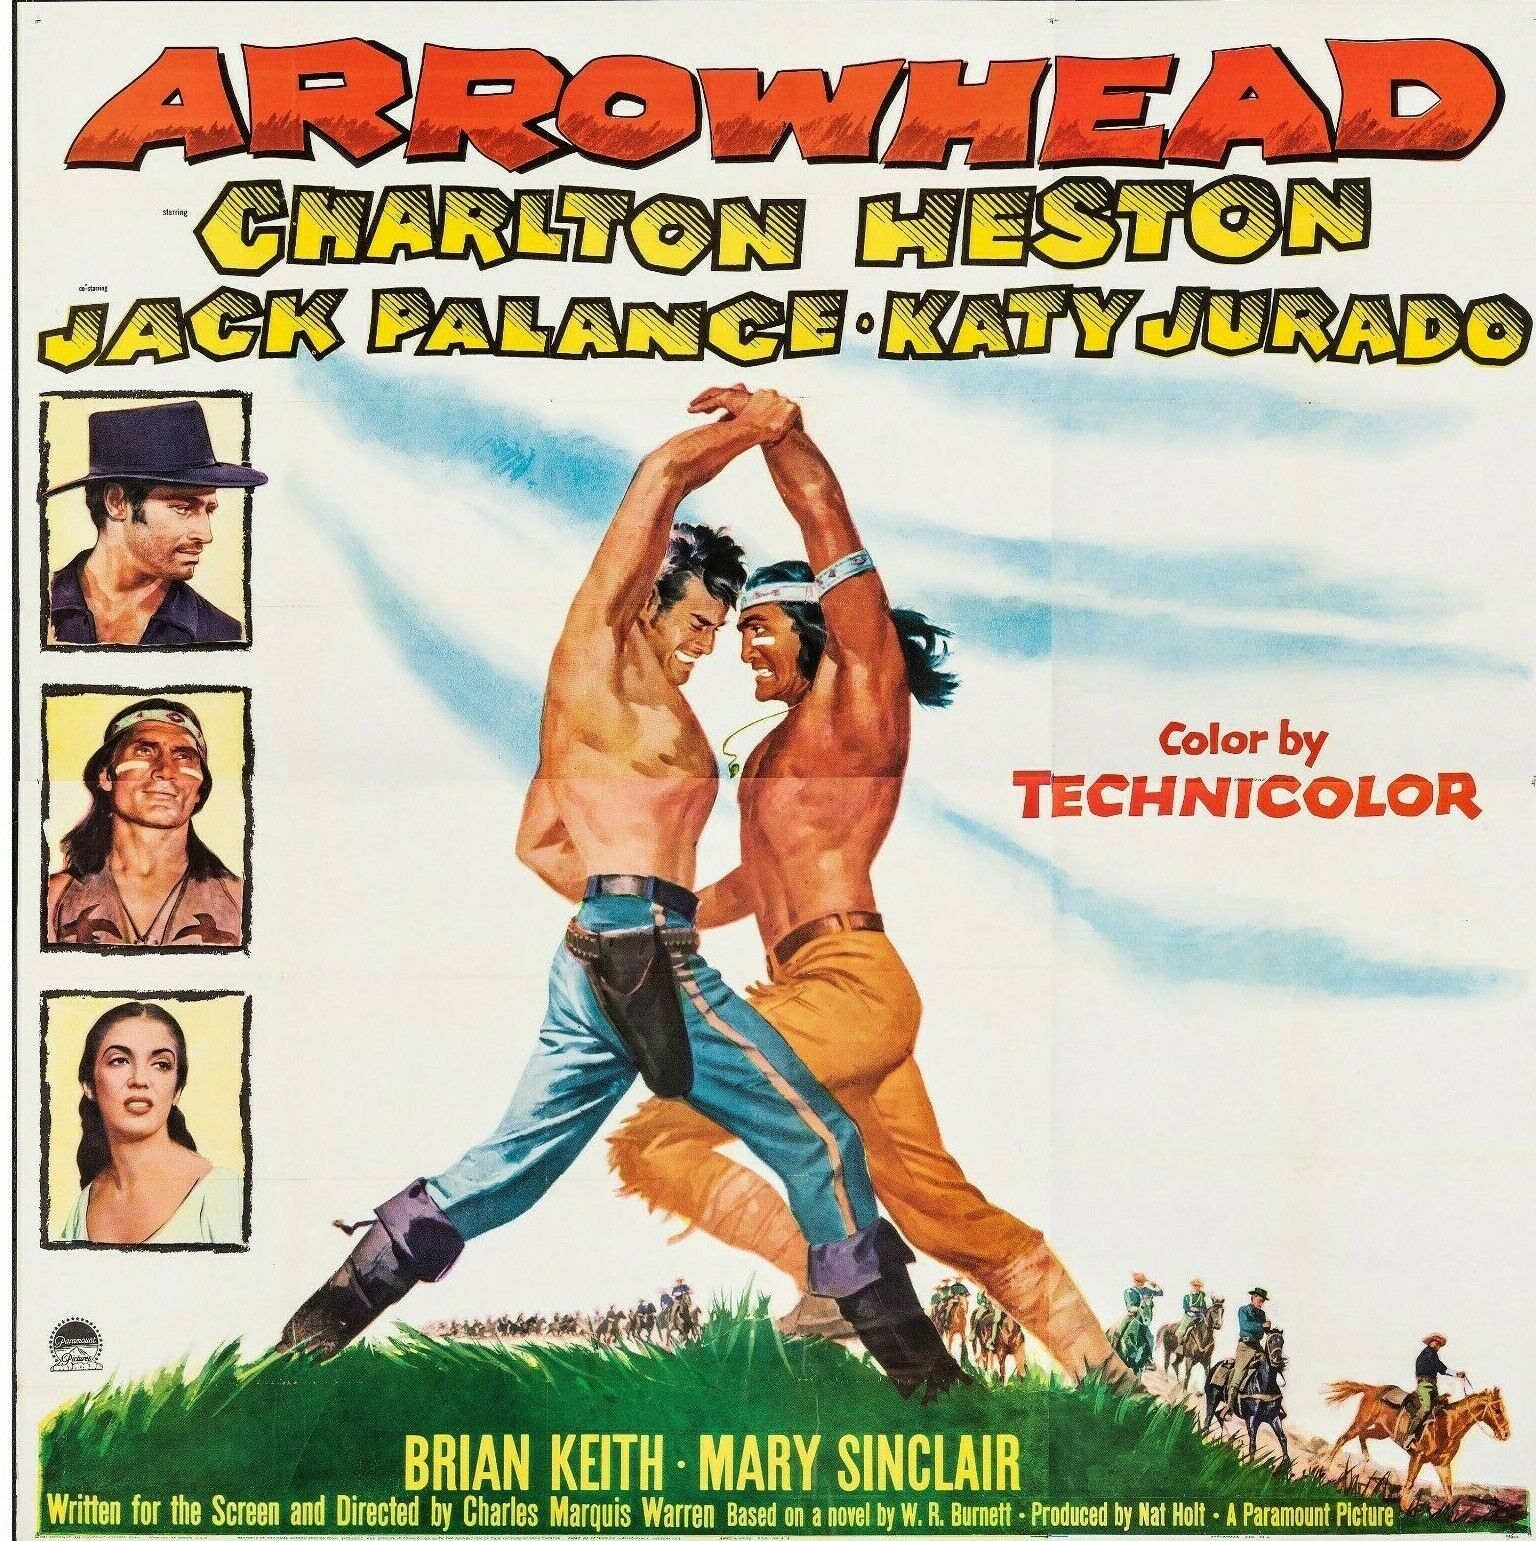 ARROWHEAD
starring CHARLTON HESTON
co-starring
JACK PALANCE · KATY JURADO
Color by
TECHNICOLOR
Paramount
Pictures
BRIAN KEITH · MARY SINCLAIR
Written for the Screen and Directed by Charles Marquis Warren Based on a novel by W. R. Burnett · Produced by Nat Holt · A Paramount Picture